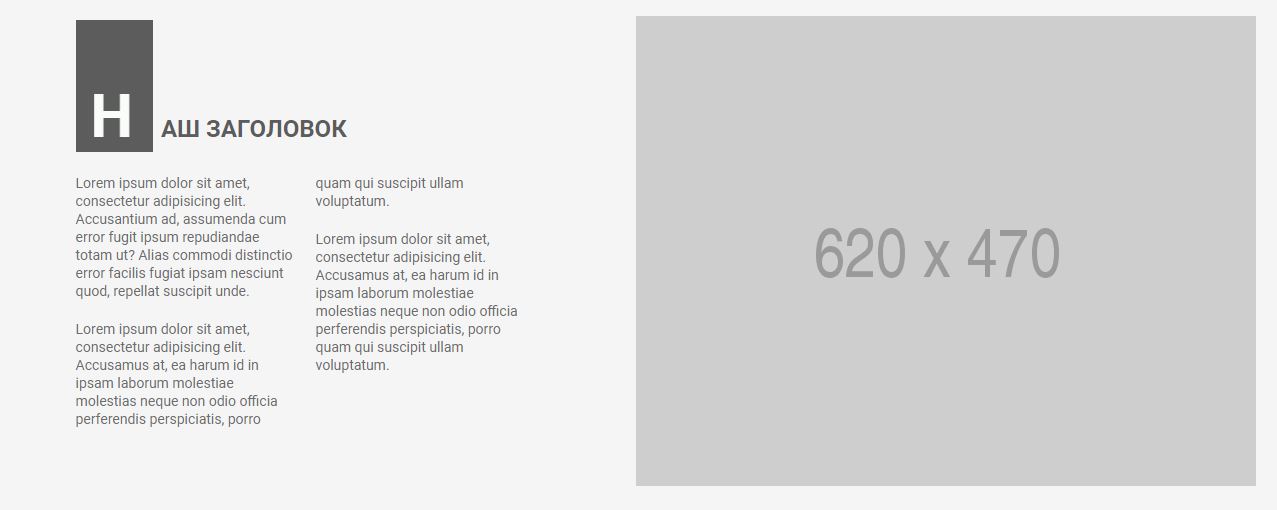 НАШ ЗАГОЛОВОК
Lorem ipsum dolor sit amet,
consectetur adipisicing elit.
Accusantium ad, assumenda cum
error fugit ipsum repudiandae
totam ut? Alias commodi distinctio
error facilis fugiat ipsam nesciunt
quod, repellat suscipit unde.
Lorem ipsum dolor sit amet,
consectetur adipisicing elit.
Accusamus at, ea harum id in
ipsam laborum molestiae
molestias neque non odio officia
perferendis perspiciatis, porro
quam qui suscipit ullam
voluptatum.
Lorem ipsum dolor sit amet,
consectetur adipisicing elit.
Accusamus at, ea harum id in
ipsam laborum molestiae
molestias neque non odio officia
perferendis perspiciatis, porro
quam qui suscipit ullam
voluptatum.
620 x 470